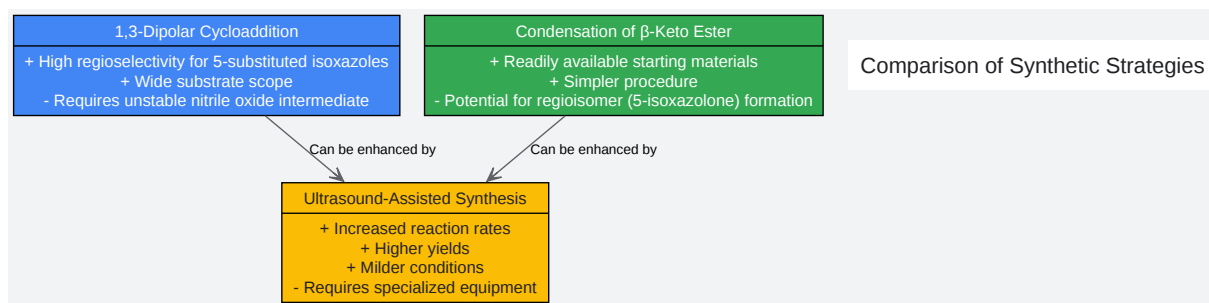 1,3-Dipolar Cycloaddition
+ High regioselectivity for 5-substituted isoxazoles
+ Wide substrate scope
- Requires unstable nitrile oxide intermediate
Condensation of β-Keto Ester
+ Readily available starting materials
+ Simpler procedure
- Potential for regioisomer (5-isoxazolone) formation
Comparison of Synthetic Strategies
Can be enhanced by
Can be enhanced by
Ultrasound-Assisted Synthesis
+ Increased reaction rates
+ Higher yields
+ Milder conditions
- Requires specialized equipment